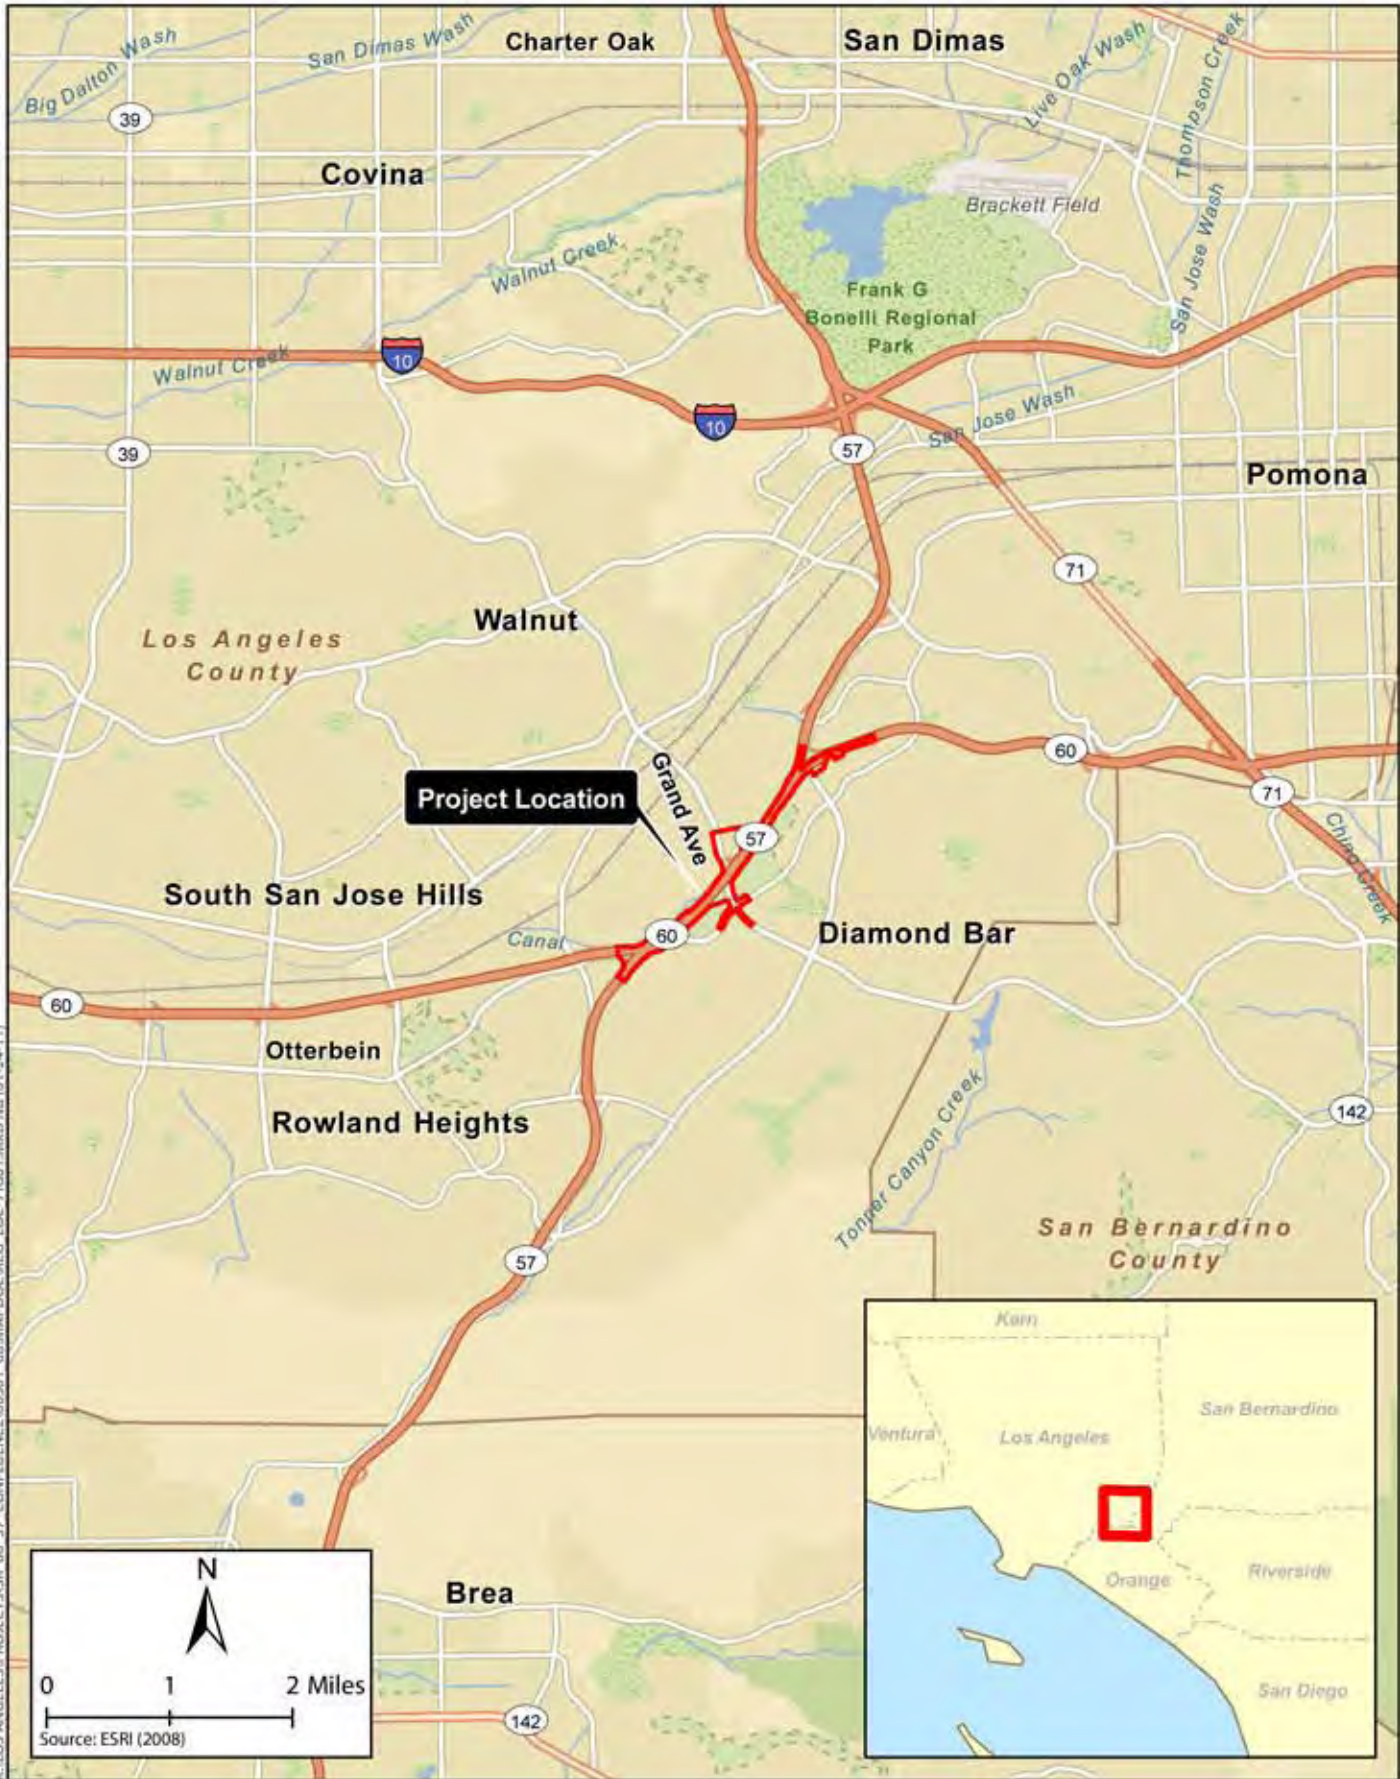 Charter Oak
San Dimas
Big Dalton Wash
San Dimas Wash
Live Oak Wash
Thompson Creek
39
Covina
Brackett Field
Walnut Creek
San Jose Wash
Frank G
Bonelli Regional
Park
10
Walnut Creek
10
San Jose Wash
39
57
Pomona
71
Walnut
Los Angeles
County
60
Grand Ave
Project Location
71
57
Chino Creek
South San Jose Hills
Canal
60
Diamond Bar
60
Otterbein
Rowland Heights
142
Tonner Canyon Creek
57
San Bernardino
County
Kern
Ventura
Los Angeles
San Bernardino
Orange
Riverside
San Diego
N
0 1 2 Miles
Source: ESRI (2008)
Brea
142